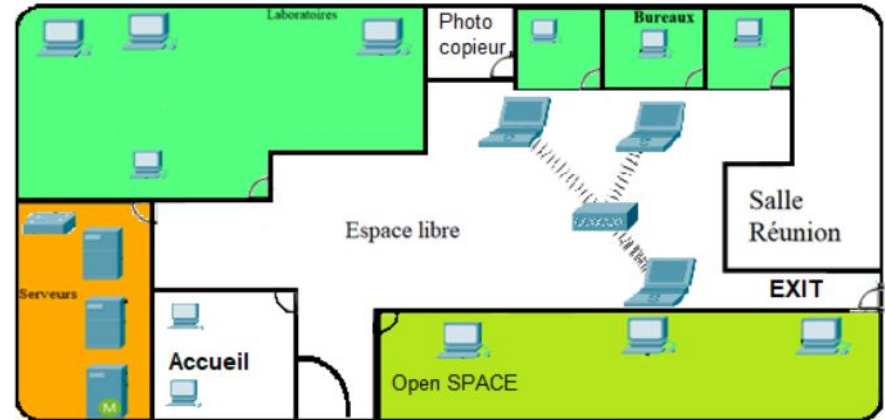 Laboratoires
Photo
copieur
Bureaux
Espace libre
Salle
Réunion
Serveurs
EXIT
Accueil
Open SPACE
M